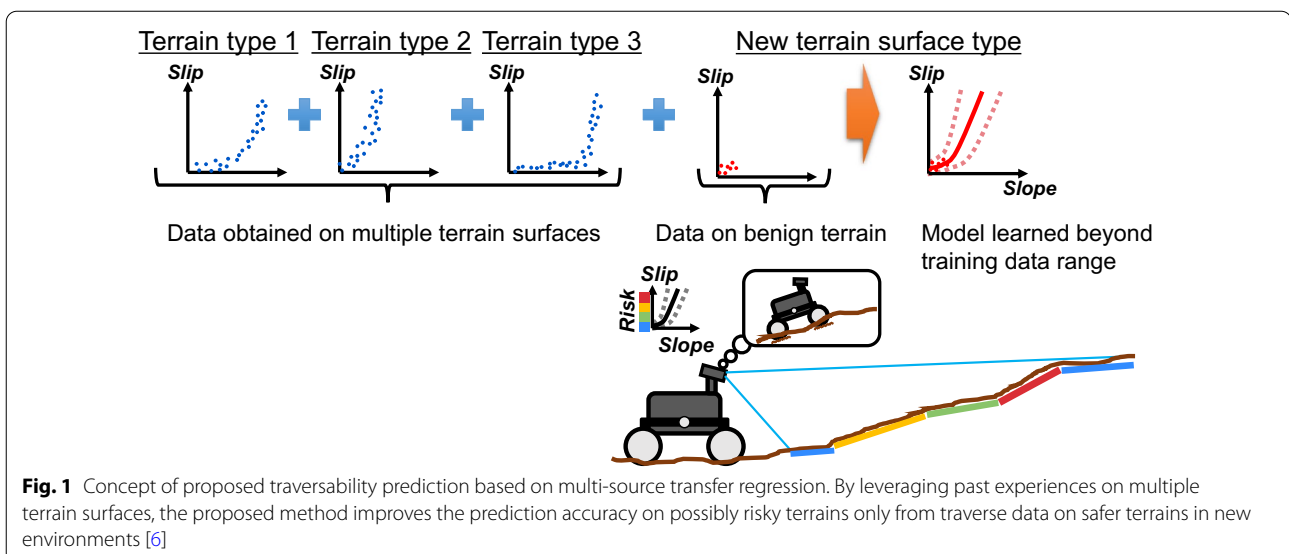 Terrain type 1 Terrain type 2 Terrain type 3 New terrain surface type
Slip Slip Slip Slip Slip
Slope
Data obtained on multiple terrain surfaces Data on benign terrain Model learned beyond
training data range
Slip
Risk
Slope
Fig. 1 Concept of proposed traversability prediction based on multi-source transfer regression. By leveraging past experiences on multiple
terrain surfaces, the proposed method improves the prediction accuracy on possibly risky terrains only from traverse data on safer terrains in new
environments [6]